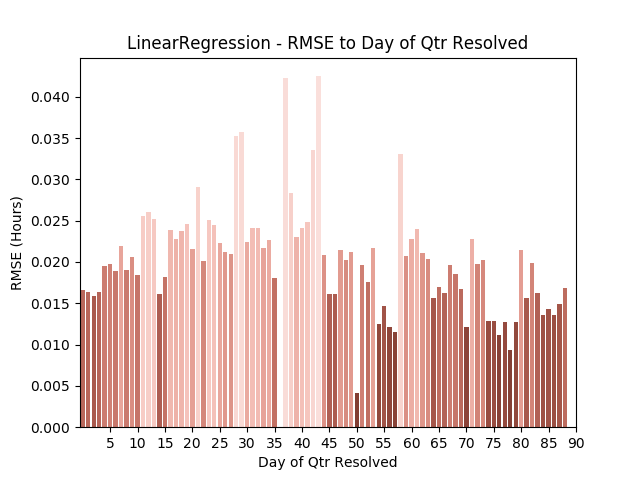 LinearRegression - RMSE to Day of Qtr Resolved
0.040
0.035
0.030
0.025
0.020
0.015
0.010
0.005
0.000
RMSE (Hours)
5 10 15 20 25 30 35 40 45 50 55 60 65 70 75 80 85 90
Day of Qtr Resolved